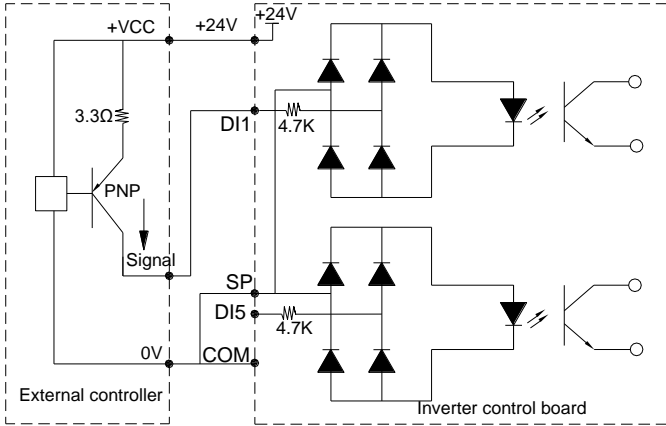 +VCC
+24V
+24V
3.3Ω
DI1
4.7K
PNP
Signal
SP
DI5
4.7K
0V
COM
External controller
Inverter control board